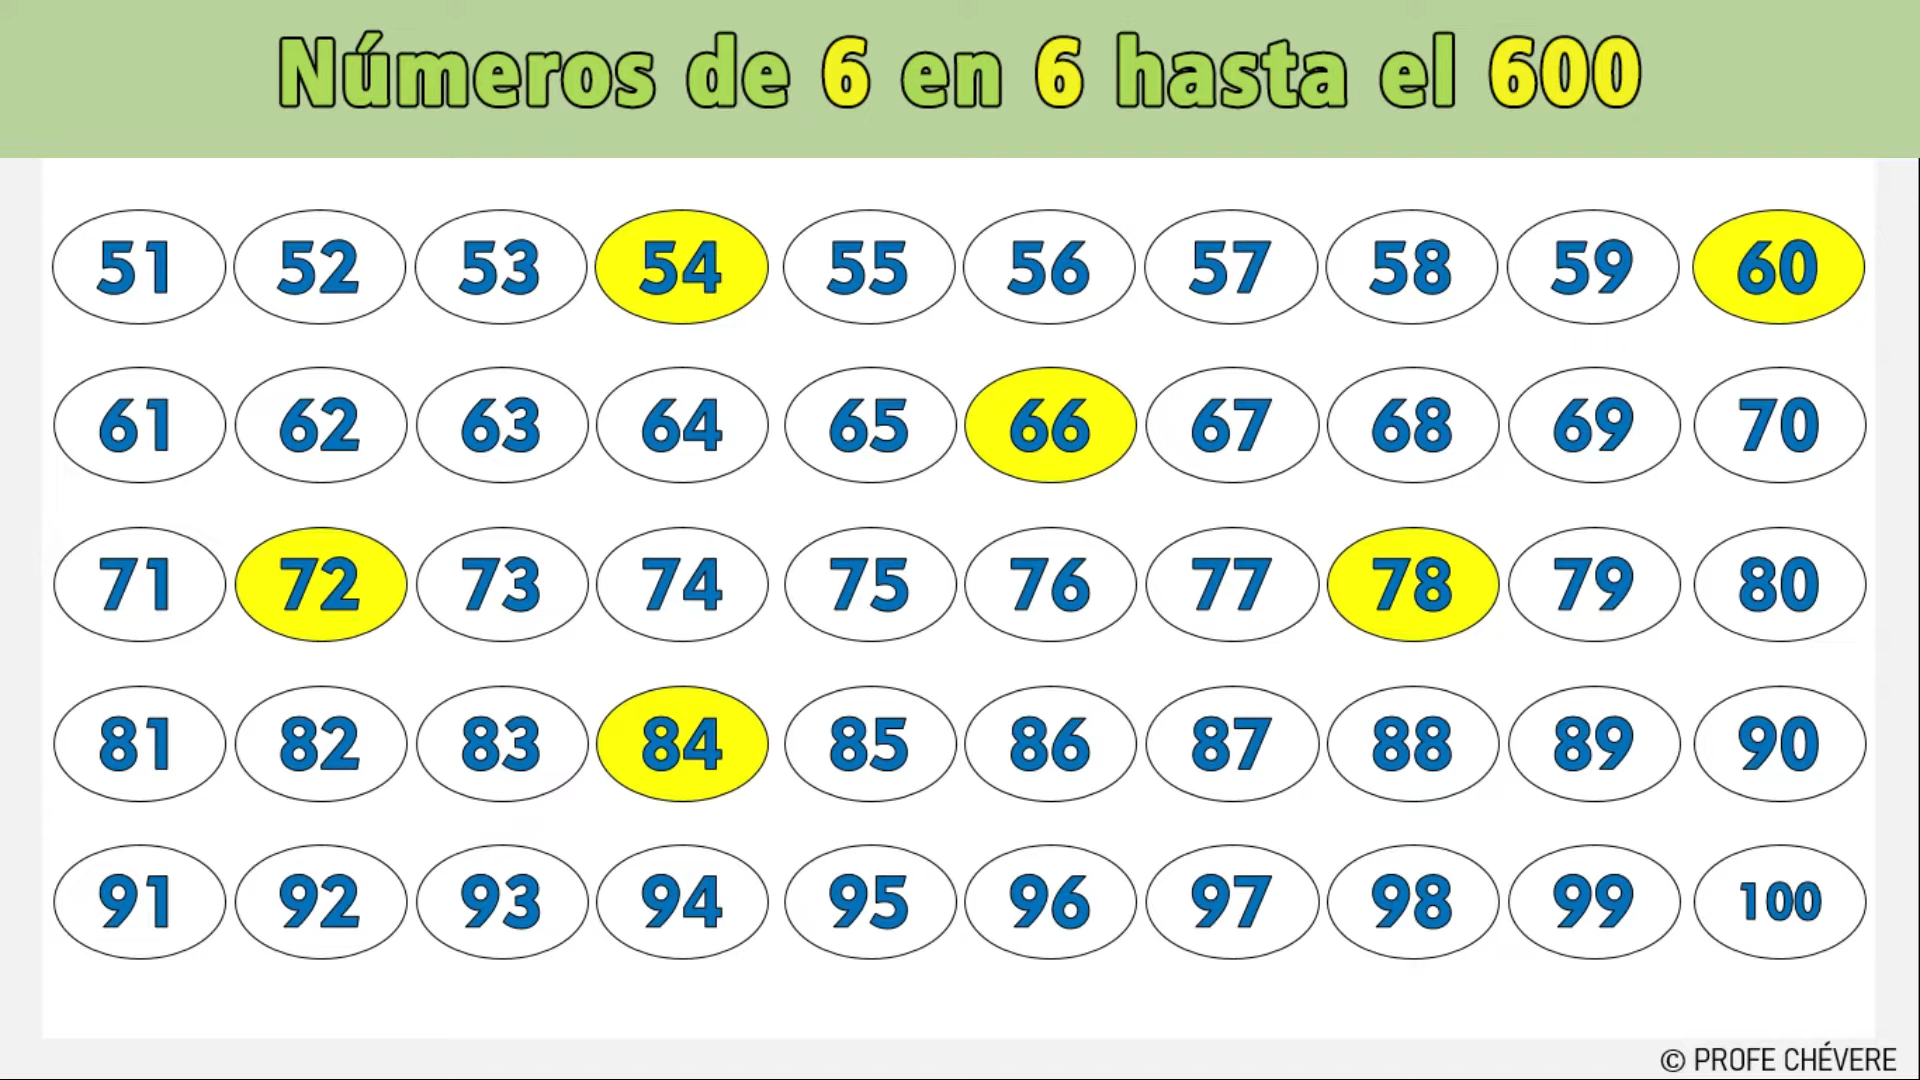 Números de 6 en 6 hasta el 600
51 52 53 54 55 56 57 58 59 60
61 62 63 64 65 66 67 68 69 70
71 72 73 74 75 76 77 78 79 80
81 82 83 84 85 86 87 88 89 90
91 92 93 94 95 96 97 98 99 100
© PROFE CHÉVERE